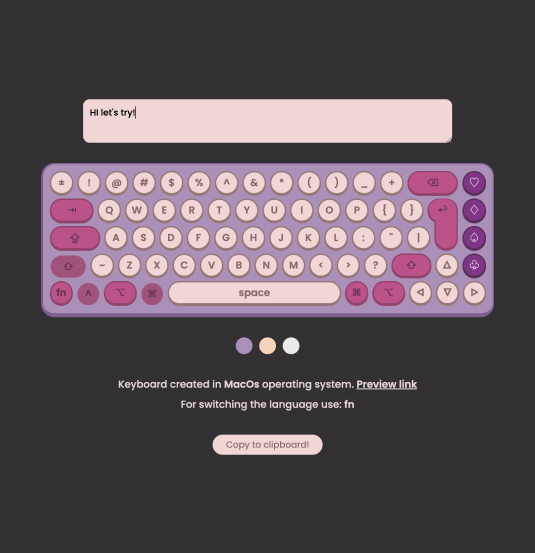 HI let's try!
± ! @ # $ % ^ & * ( ) _ + ⌫ ♡
⇥ Q W E R T Y U I O P { } ↵ ♢
⇪ A S D F G H J K L : " | ♤
⇧ ~ Z X C V B N M < > ? ⇧ △ ♧
fn ^ ⌥ ⌘ space ⌘ ⌥ ◁ ▽ ▷
Keyboard created in MacOs operating system. Preview link
For switching the language use: fn
Copy to clipboard!